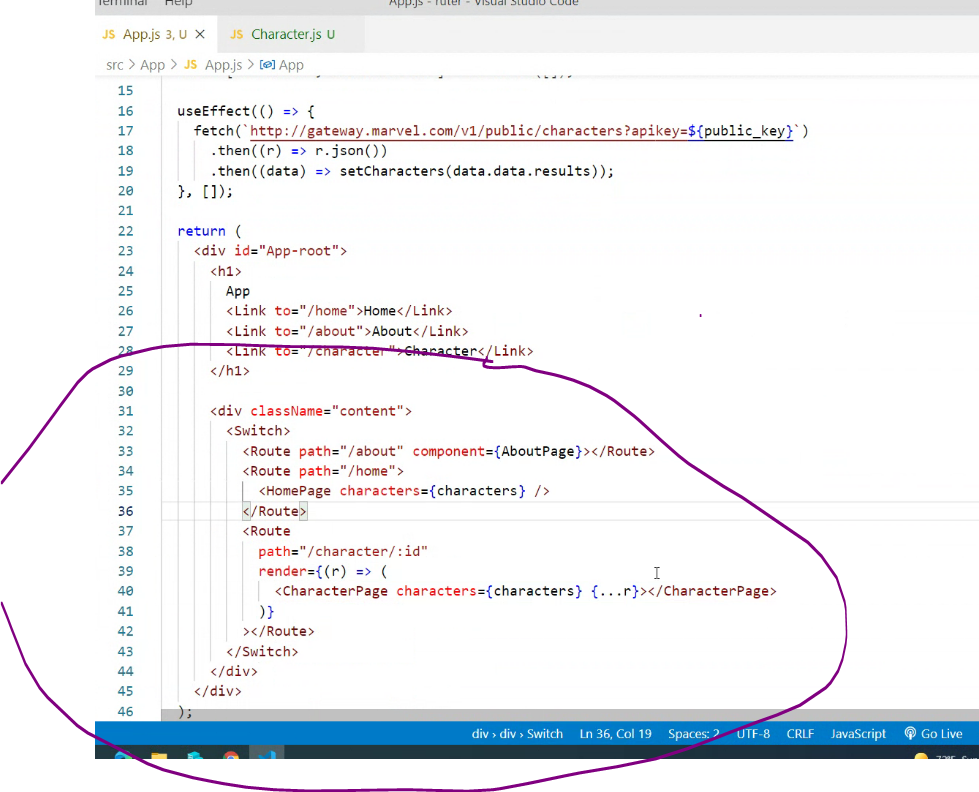 Terminal Help App.js - ruter - Visual Studio Code
JS App.js 3, U × JS Character.js U
src > App > JS App.js > App
15
16 useEffect(() => {
17 fetch(`http://gateway.marvel.com/v1/public/characters?apikey=${public_key}`)
18 .then((r) => r.json())
19 .then((data) => setCharacters(data.data.results));
20 }, []);
21
22 return (
23 <div id="App-root">
24 <h1>
25 App
26 <Link to="/home">Home</Link>
27 <Link to="/about">About</Link>
28 <Link to="/character">Character</Link>
29 </h1>
30
31 <div className="content">
32 <Switch>
33 <Route path="/about" component={AboutPage}></Route>
34 <Route path="/home">
35 <HomePage characters={characters} />
36 </Route>
37 <Route
38 path="/character/:id"
39 render={(r) => (
40 <CharacterPage characters={characters} {...r}></CharacterPage>
41 )}
42 ></Route>
43 </Switch>
44 </div>
45 </div>
46 );
div › div › Switch Ln 36, Col 19 Spaces: 2 UTF-8 CRLF JavaScript Go Live